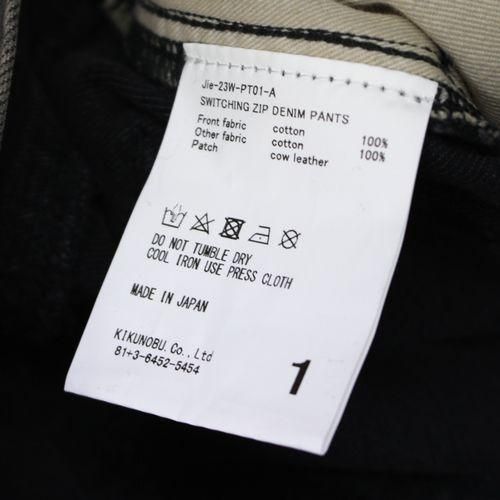 Jie-23W-PT01-A
SWITCHING ZIP DENIM PANTS
Front fabric cotton 100%
Other fabric cotton 100%
Patch cow leather
DO NOT TUMBLE DRY
COOL IRON USE PRESS CLOTH
MADE IN JAPAN
KIKUNOBU.Co.,Ltd
81+3-6452-5454
1